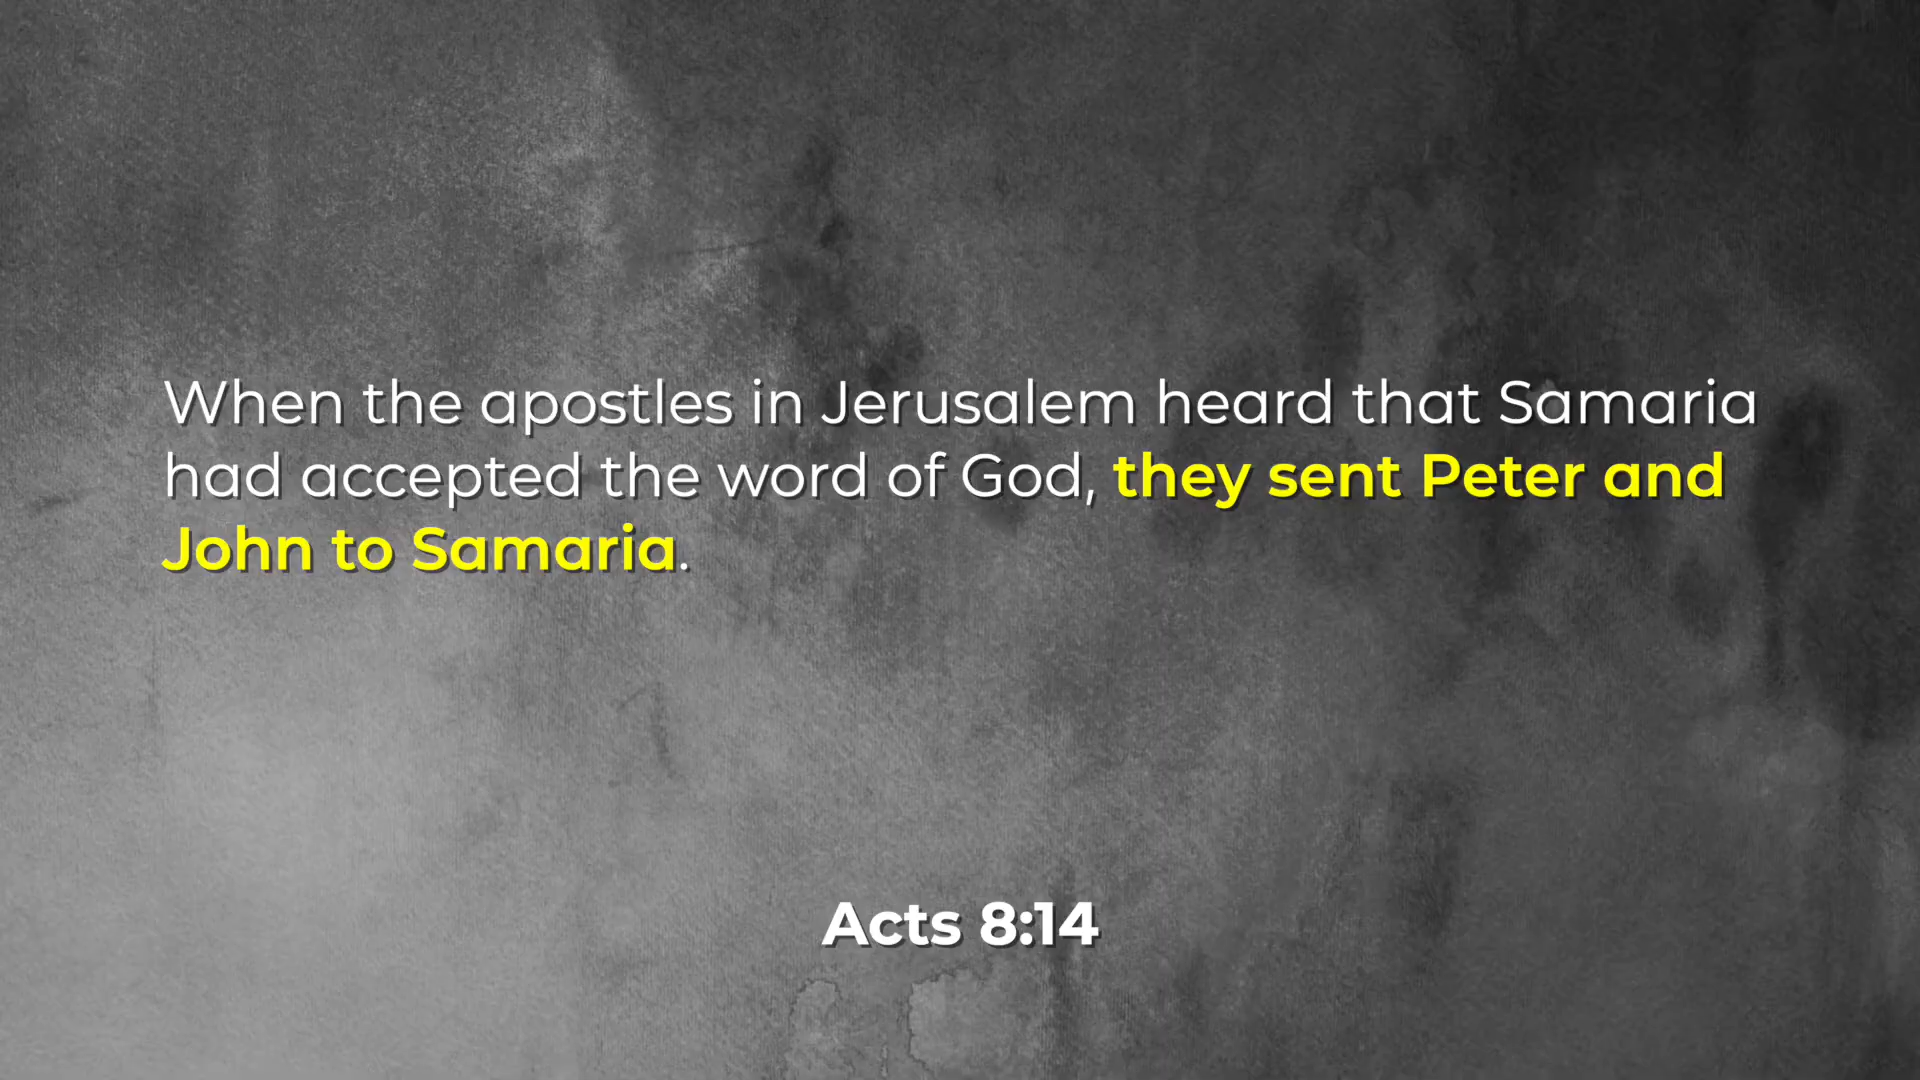 When the apostles in Jerusalem heard that Samaria
had accepted the word of God, they sent Peter and
John to Samaria.
Acts 8:14